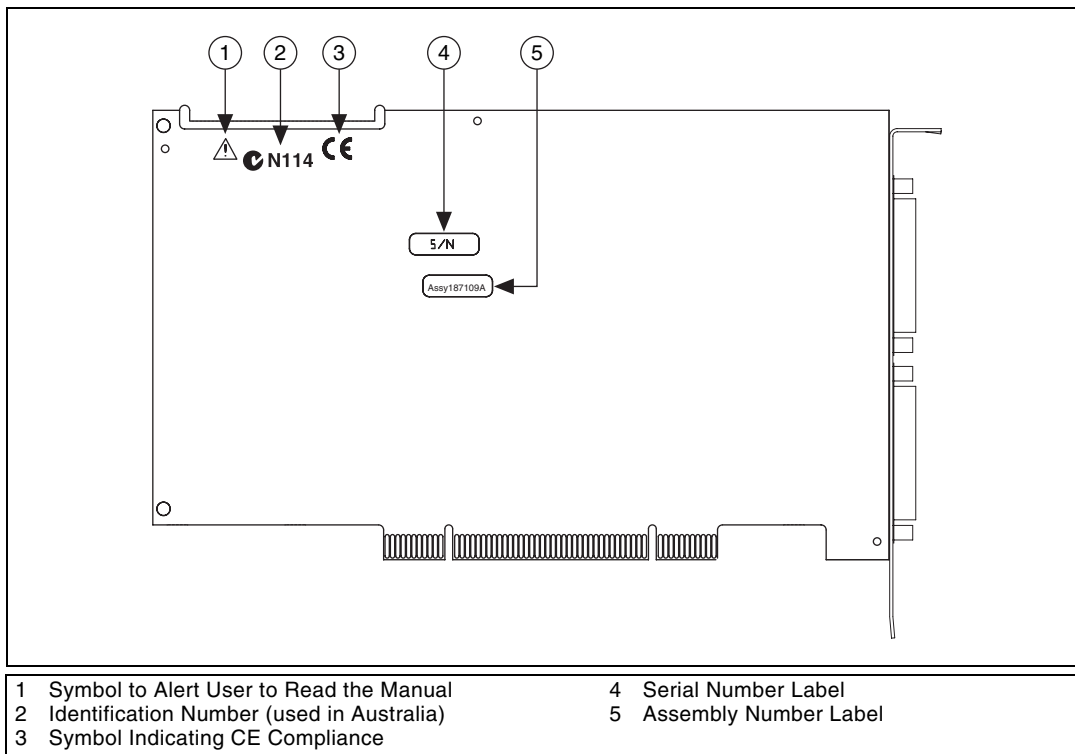 1 2 3 4 5
N114 CE
S/N
Assy187109A
1 Symbol to Alert User to Read the Manual
2 Identification Number (used in Australia)
3 Symbol Indicating CE Compliance
4 Serial Number Label
5 Assembly Number Label